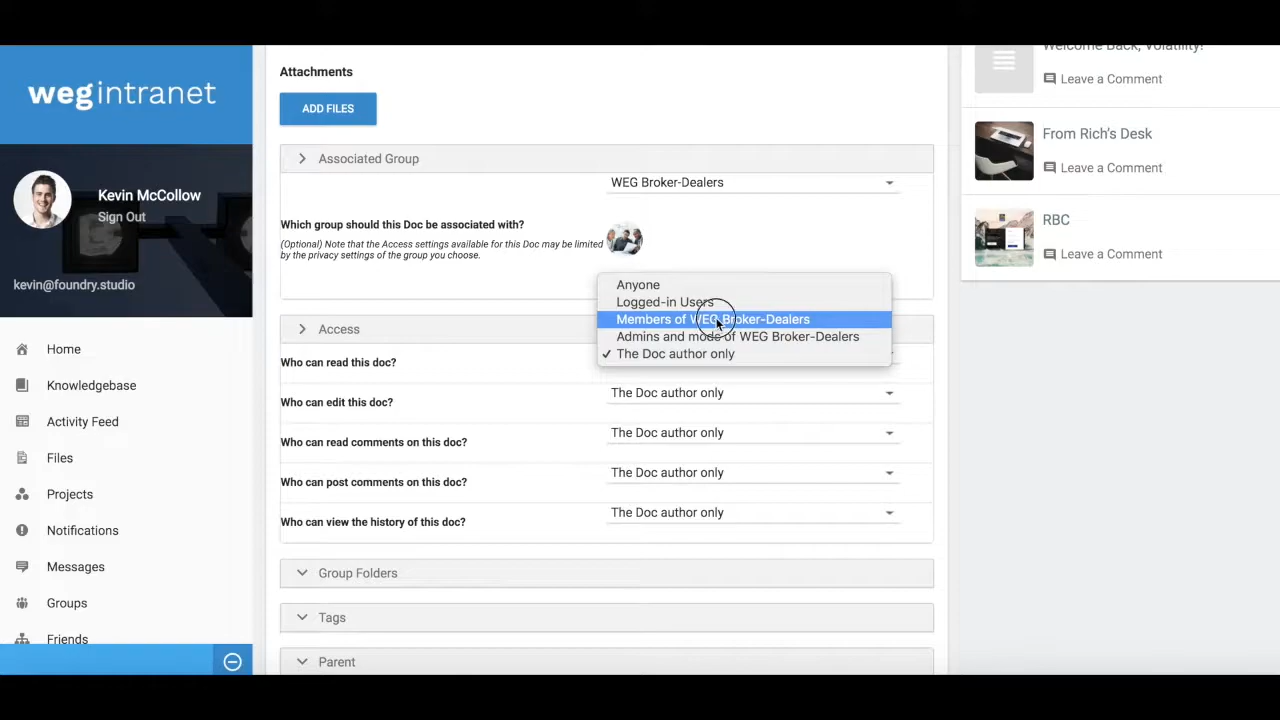 wegintranet
Kevin McCollow
Sign Out
kevin@foundry.studio
Home
Knowledgebase
Activity Feed
Files
Projects
Notifications
Messages
Groups
Friends
Attachments
ADD FILES
Associated Group
WEG Broker-Dealers
Which group should this Doc be associated with?
(Optional) Note that the Access settings available for this Doc may be limited
by the privacy settings of the group you choose.
Anyone
Logged-in Users
Members of WEG Broker-Dealers
Admins and mods of WEG Broker-Dealers
✓ The Doc author only
Access
Who can read this doc?
Who can edit this doc? The Doc author only
Who can read comments on this doc? The Doc author only
Who can post comments on this doc? The Doc author only
Who can view the history of this doc? The Doc author only
Group Folders
Tags
Parent
Welcome Back, Volatility!
Leave a Comment
From Rich's Desk
Leave a Comment
RBC
Leave a Comment